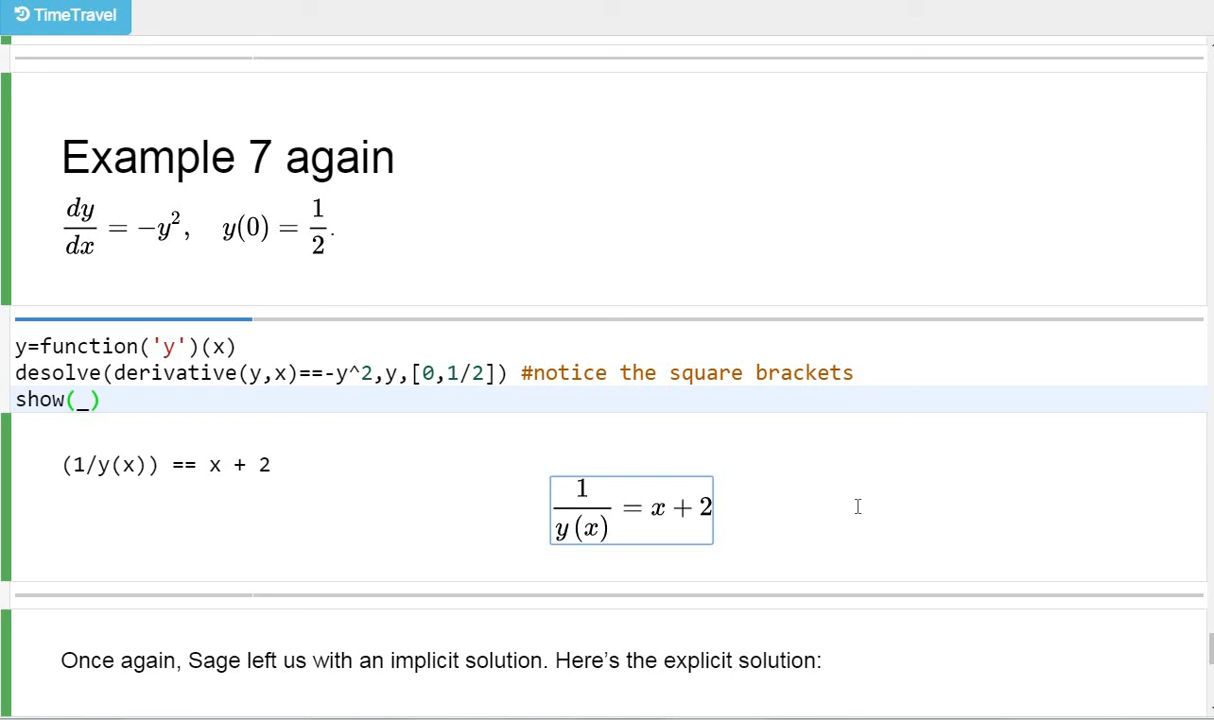 TimeTravel
Example 7 again
dy/dx = −y², y(0) = 1/2.
y=function('y')(x)
desolve(derivative(y,x)==-y^2,y,[0,1/2]) #notice the square brackets
show(_)
(1/y(x)) == x + 2
1/y (x) = x + 2
Once again, Sage left us with an implicit solution. Here’s the explicit solution: